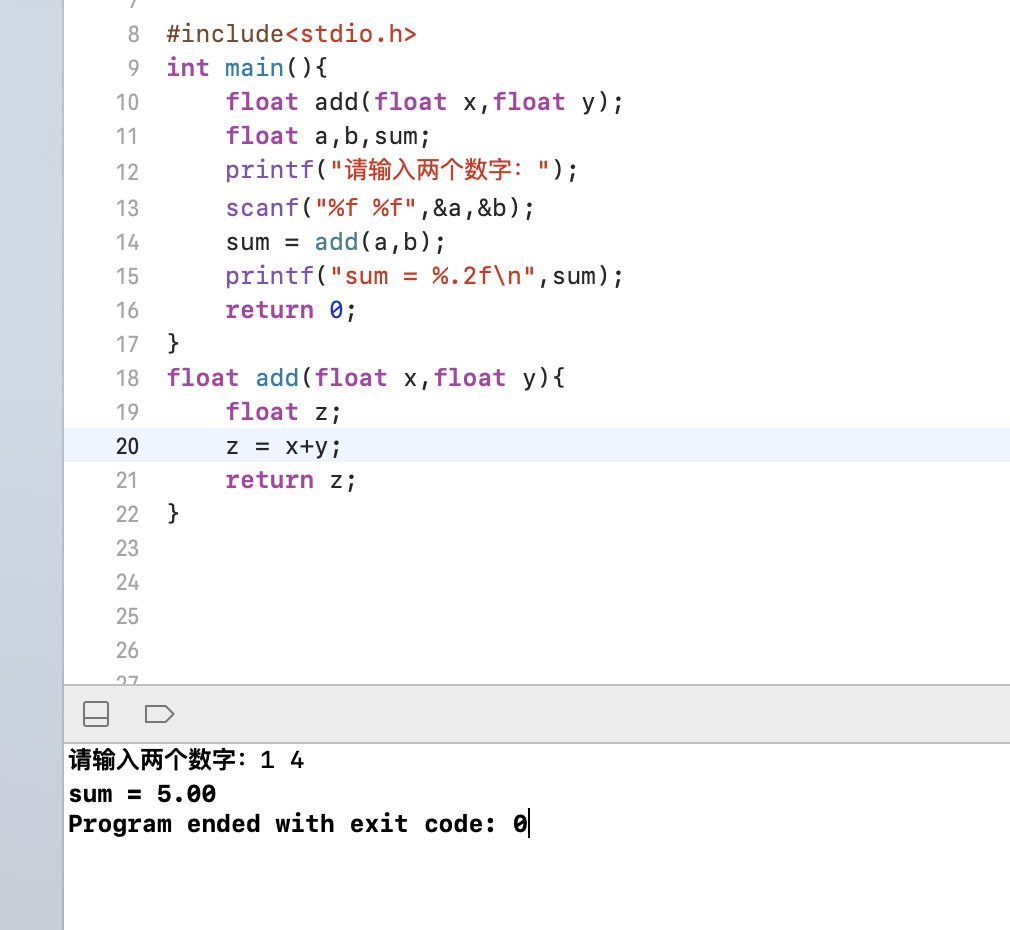 8 #include<stdio.h>
9 int main(){
10     float add(float x,float y);
11     float a,b,sum;
12     printf("请输入两个数字：");
13     scanf("%f %f",&a,&b);
14     sum = add(a,b);
15     printf("sum = %.2f\n",sum);
16     return 0;
17 }
18 float add(float x,float y){
19     float z;
20     z = x+y;
21     return z;
22 }
23
24
25
26
27
请输入两个数字：1 4
sum = 5.00
Program ended with exit code: 0